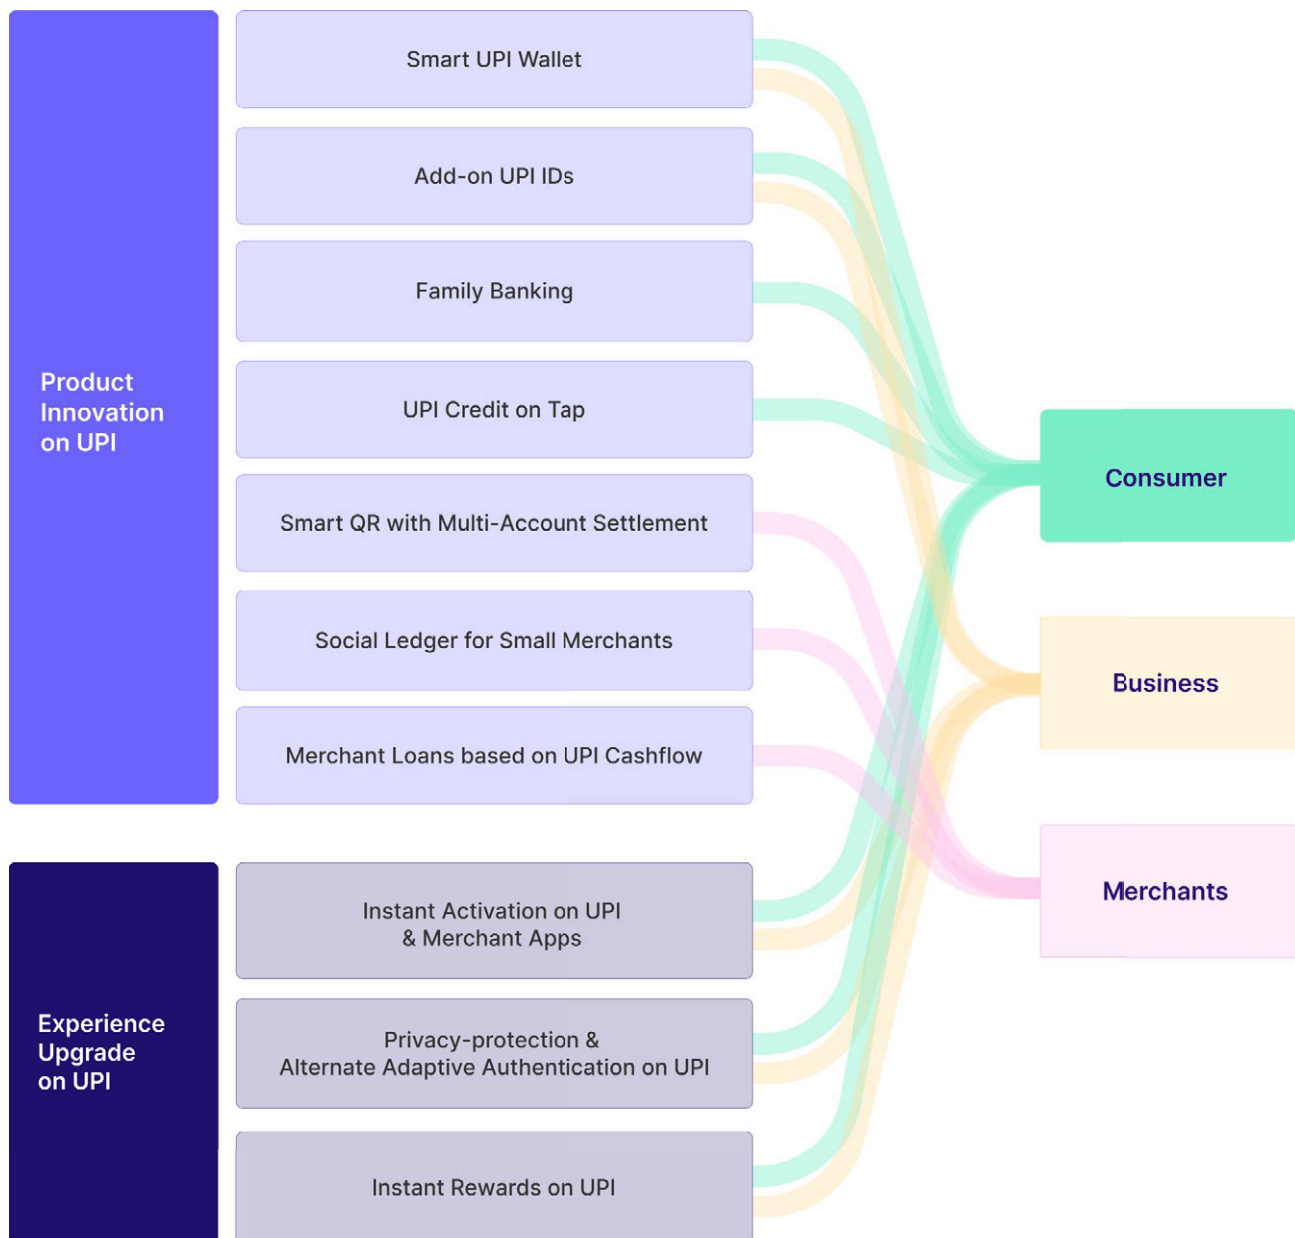 Product
Innovation
on UPI
Smart UPI Wallet
Add-on UPI IDs
Family Banking
UPI Credit on Tap
Smart QR with Multi-Account Settlement
Social Ledger for Small Merchants
Merchant Loans based on UPI Cashflow
Experience
Upgrade
on UPI
Instant Activation on UPI
& Merchant Apps
Privacy-protection &
Alternate Adaptive Authentication on UPI
Instant Rewards on UPI
Consumer
Business
Merchants